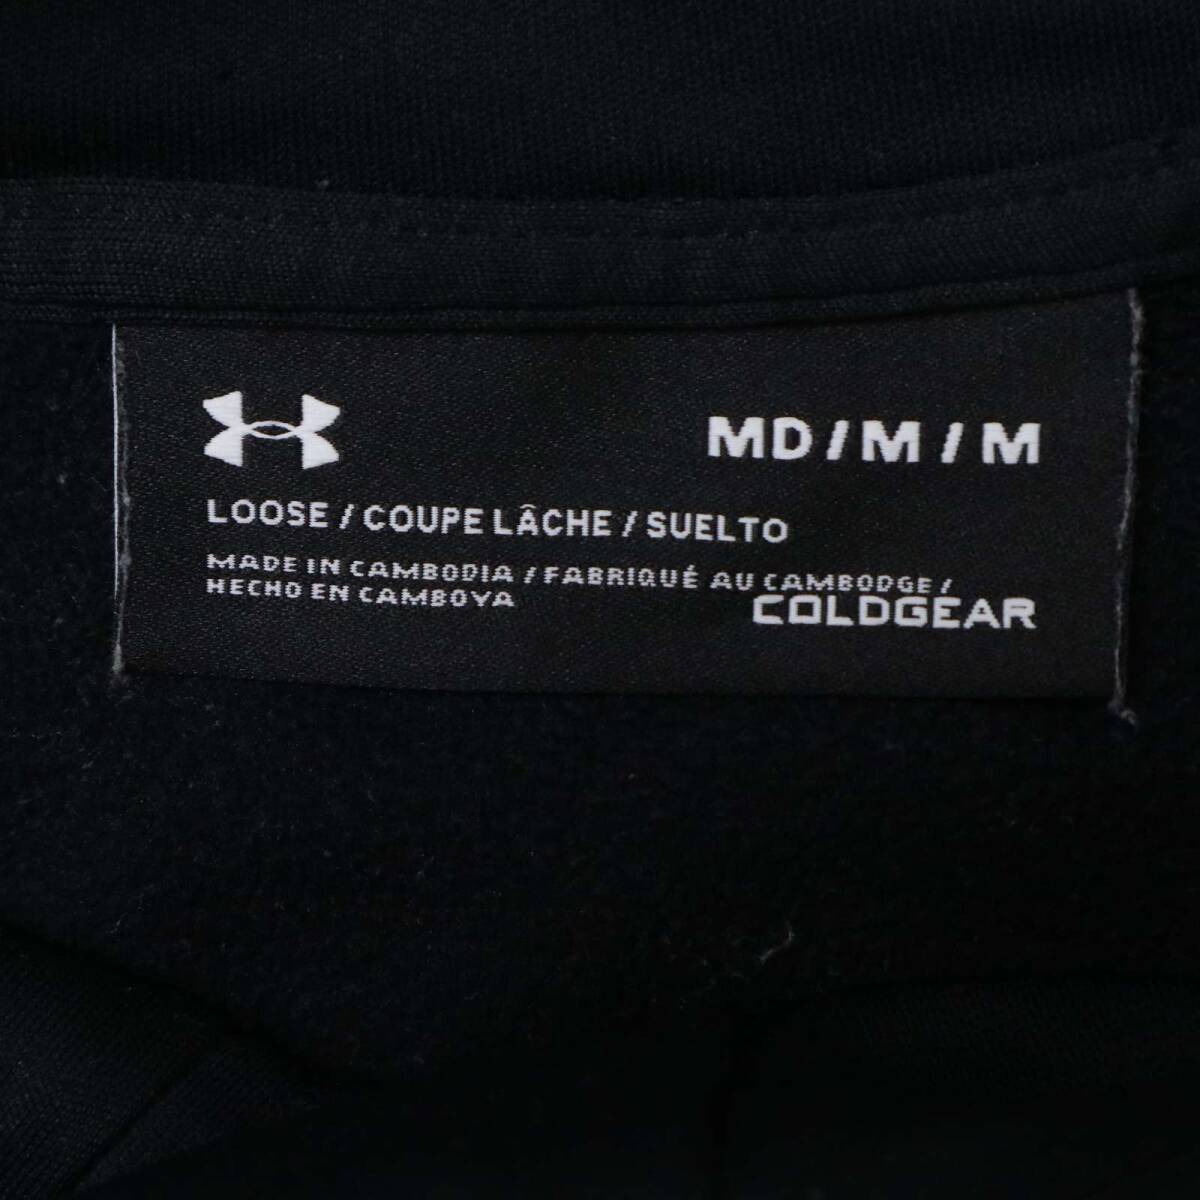 MD / M / M
LOOSE / COUPE LÂCHE / SUELTO
MADE IN CAMBODIA / FABRIQUÉ AU CAMBODGE /
HECHO EN CAMBOYA
COLDGEAR